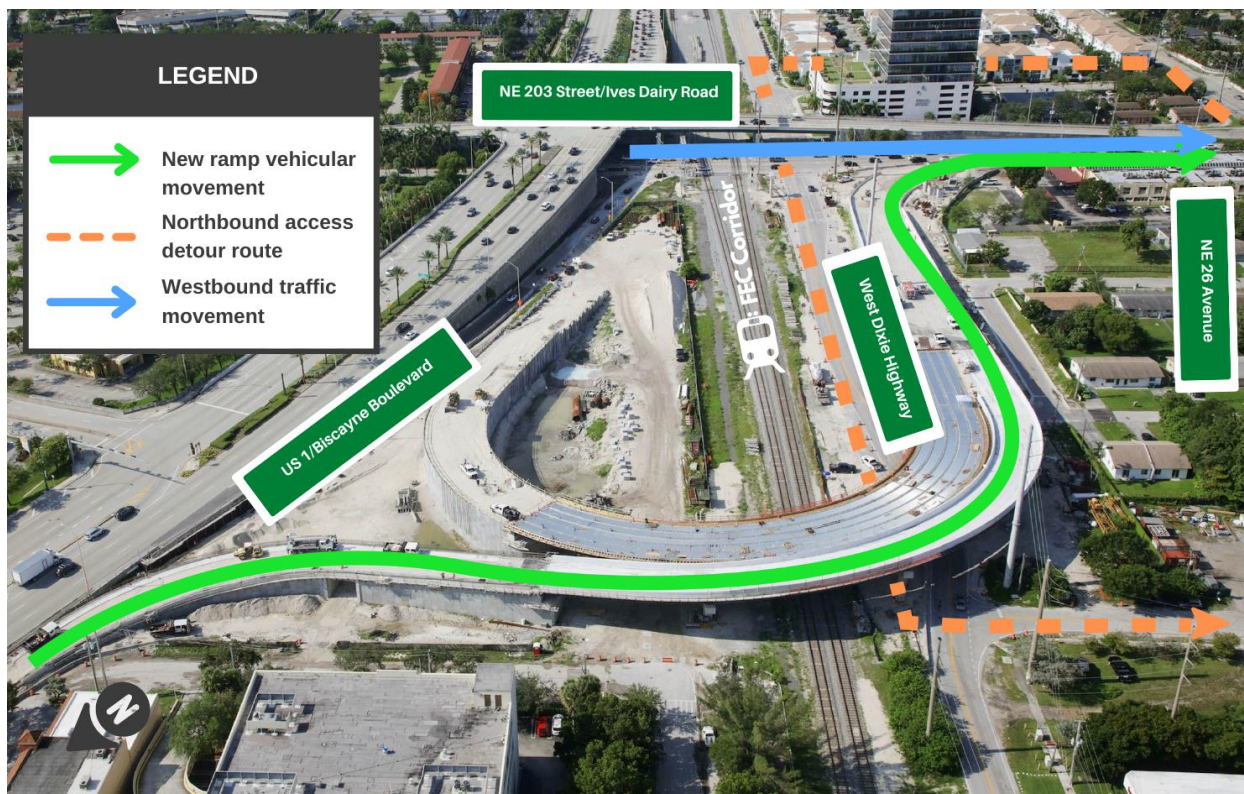 LEGEND
New ramp vehicular
movement
Northbound access
detour route
Westbound traffic
movement
NE 203 Street/Ives Dairy Road
FEC Corridor
West DIxie Highway
NE 26 Avenue
US 1/Biscayne Boulevard
N